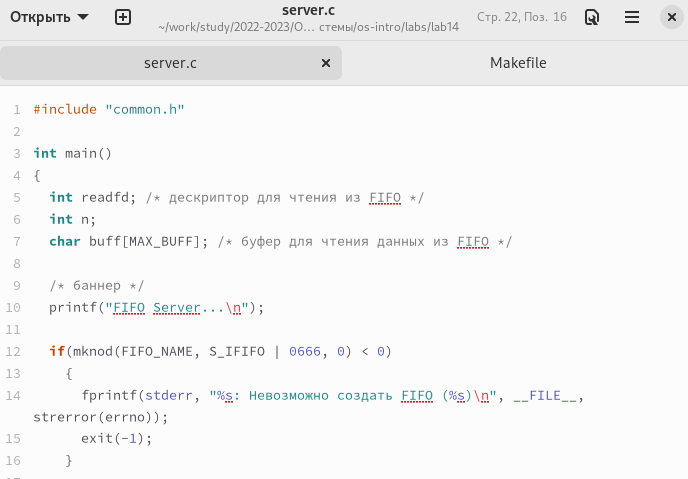 Открыть
server.c
~/work/study/2022-2023/О… стемы/os-intro/labs/lab14
Стр. 22, Поз. 16
server.c
Makefile
1 #include "common.h"
2
3 int main()
4 {
5 int readfd; /* дескриптор для чтения из FIFO */
6 int n;
7 char buff[MAX_BUFF]; /* буфер для чтения данных из FIFO */
8
9 /* баннер */
10 printf("FIFO Server...\n");
11
12 if(mknod(FIFO_NAME, S_IFIFO | 0666, 0) < 0)
13 {
14 fprintf(stderr, "%s: Невозможно создать FIFO (%s)\n", __FILE__,
strerror(errno));
15 exit(-1);
16 }